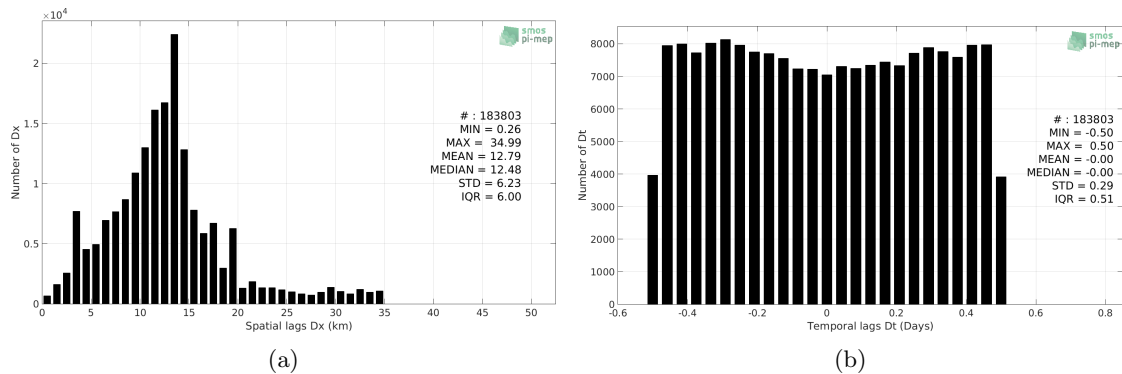 ×10⁴
2
1.5
1
0.5
0
Number of Dx
0 5 10 15 20 25 30 35 40 45 50
Spatial lags Dx (km)
smos
pi-mep
# : 183803
MIN = 0.26
MAX = 34.99
MEAN = 12.79
MEDIAN = 12.48
STD = 6.23
IQR = 6.00
(a)
8000
7000
6000
5000
4000
3000
2000
1000
0
Number of Dt
-0.6 -0.4 -0.2 0 0.2 0.4 0.6 0.8
Temporal lags Dt (Days)
smos
pi-mep
# : 183803
MIN = -0.50
MAX = 0.50
MEAN = -0.00
MEDIAN = -0.00
STD = 0.29
IQR = 0.51
(b)